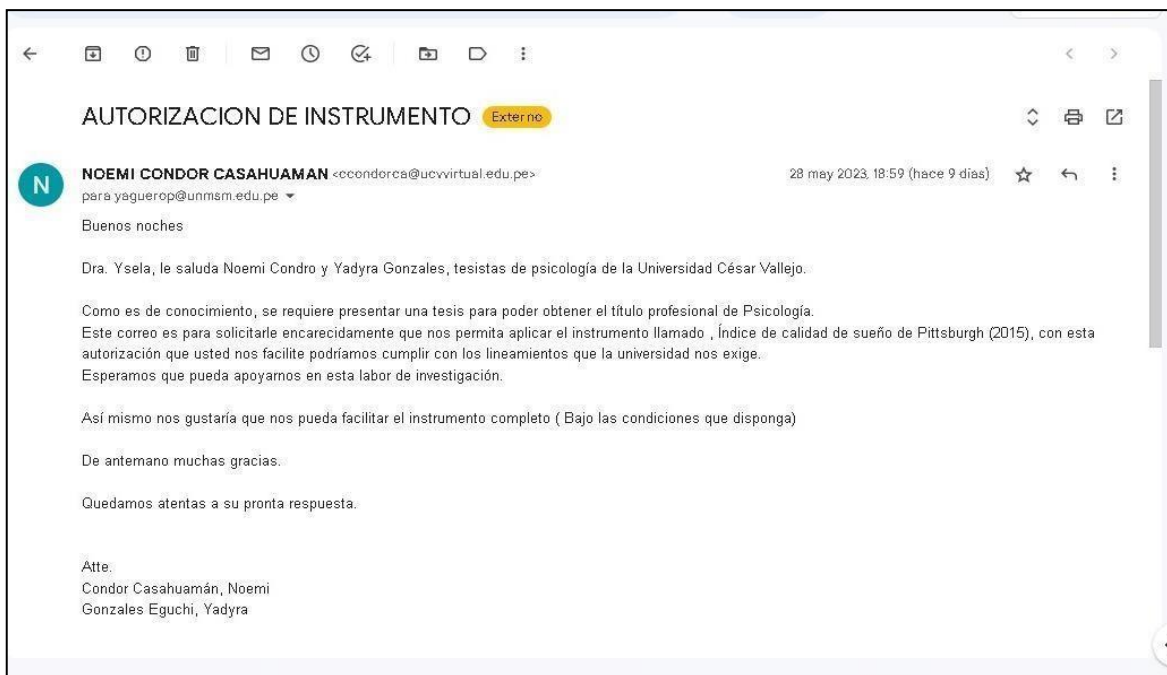 AUTORIZACION DE INSTRUMENTO Externo
NOEMI CONDOR CASAHUAMAN <ccondorca@ucvvirtual.edu.pe> 28 may 2023, 18:59 (hace 9 días)
N
para yaguerop@unmsm.edu.pe
Buenos noches
Dra. Ysela, le saluda Noemi Condro y Yadyra Gonzales, tesistas de psicología de la Universidad César Vallejo.
Como es de conocimiento, se requiere presentar una tesis para poder obtener el título profesional de Psicología.
Este correo es para solicitarle encarecidamente que nos permita aplicar el instrumento llamado , Índice de calidad de sueño de Pittsburgh (2015), con esta
autorización que usted nos facilite podríamos cumplir con los lineamientos que la universidad nos exige.
Esperamos que pueda apoyarnos en esta labor de investigación.
Así mismo nos gustaría que nos pueda facilitar el instrumento completo ( Bajo las condiciones que disponga)
De antemano muchas gracias.
Quedamos atentas a su pronta respuesta.
Atte.
Condor Casahuamán, Noemi
Gonzales Eguchi, Yadyra